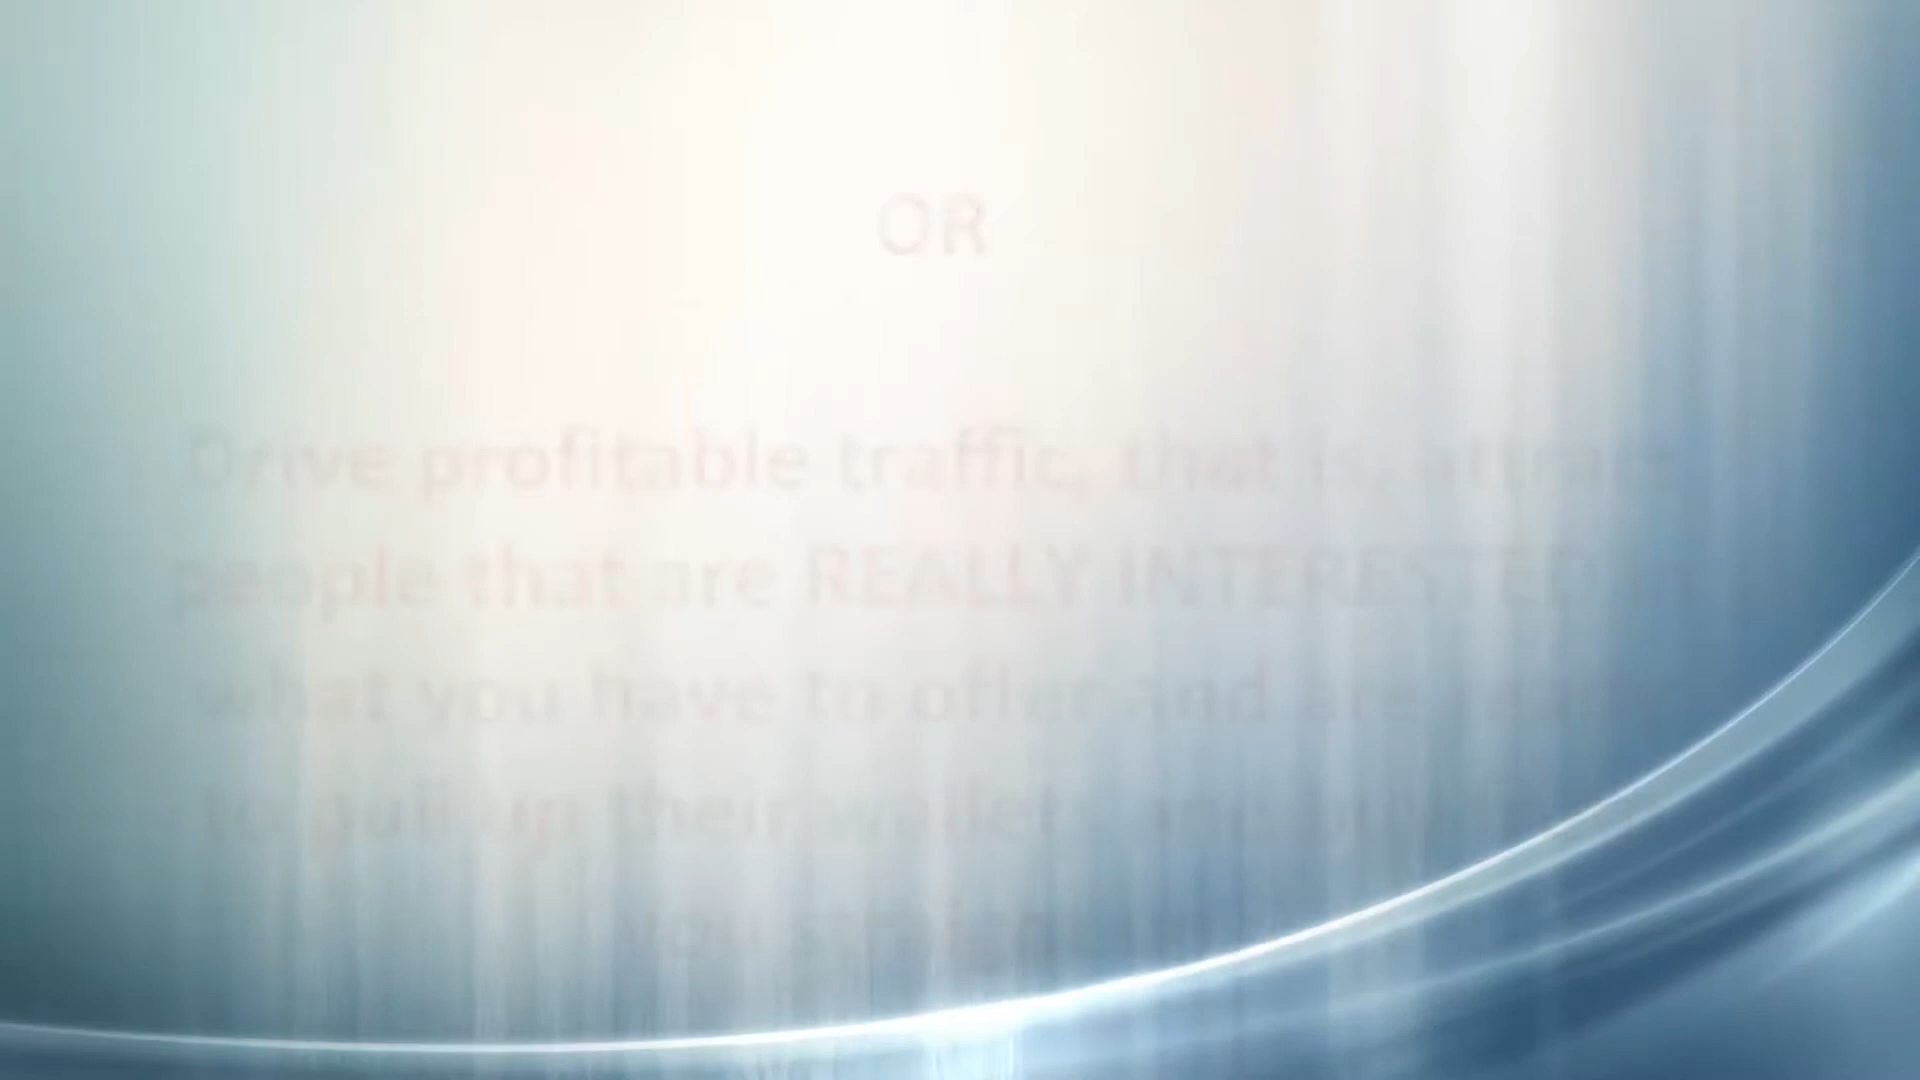 OR
Drive profitable traffic, that is, attract
people that are REALLY INTERESTED in
what you have to offer and are ready
to pull up their wallets and